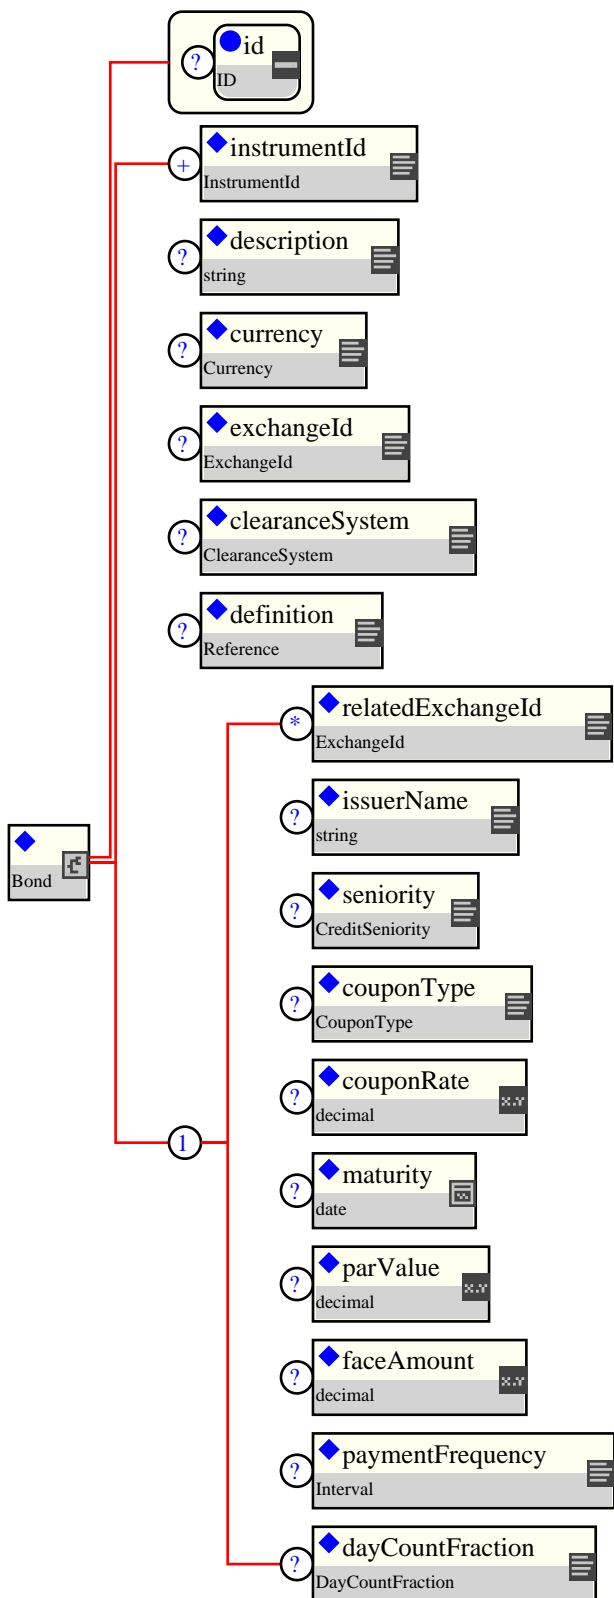 ? id
ID
+ instrumentId
InstrumentId
? description
string
? currency
Currency
? exchangeId
ExchangeId
? clearanceSystem
ClearanceSystem
? definition
Reference
* relatedExchangeId
ExchangeId
? issuerName
string
? seniority
CreditSeniority
Bond
? couponType
CouponType
? couponRate
x.y
decimal
1
? maturity
date
? parValue
x.y
decimal
? faceAmount
x.y
decimal
? paymentFrequency
Interval
? dayCountFraction
DayCountFraction